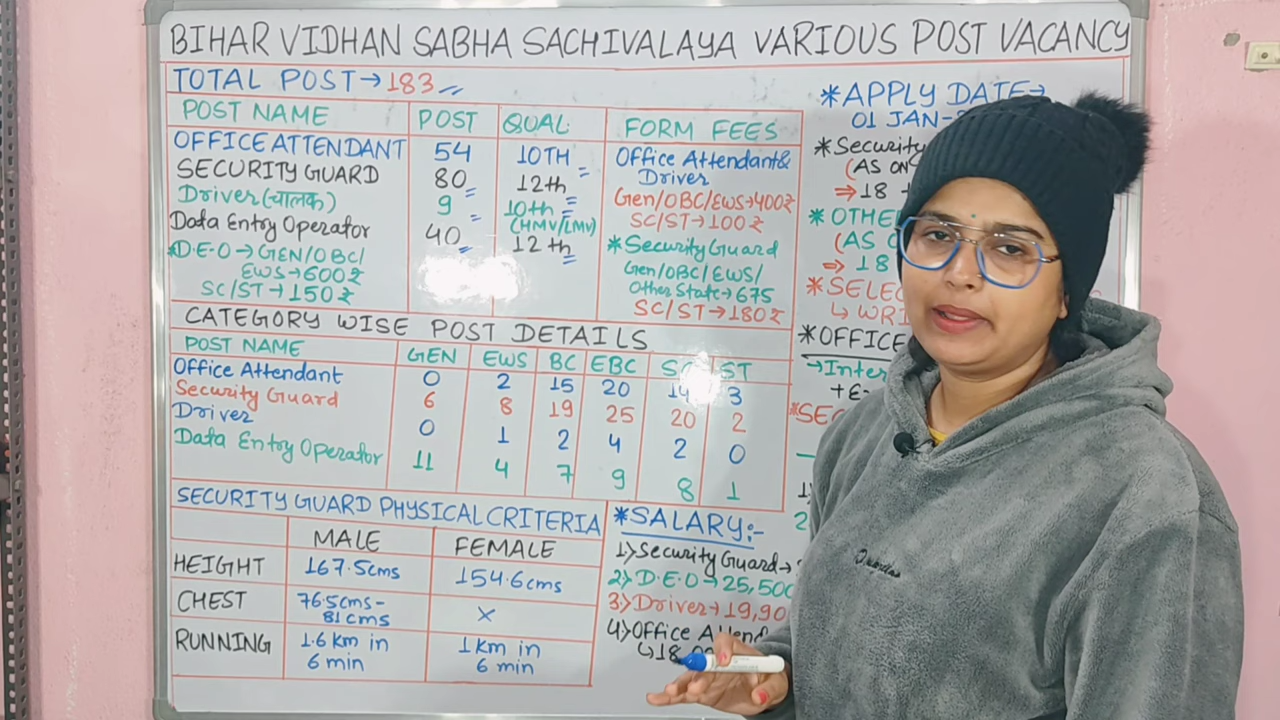 BIHAR VIDHAN SABHA SACHIVALAYA VARIOUS POST VACANCY
TOTAL POST→183
POST NAME POST QUAL: FORM FEES
OFFICE ATTENDANT 54 10TH
SECURITY GUARD 80 12th
Driver (चालक) 9 10th
(HMV/LMV)
Data Entry Operator 40 12th
*D.E.O→GEN/OBC/
EWS→600₹
SC/ST→150₹
Office Attendant&
Driver
Gen/OBC/EWS→400₹
SC/ST→100₹
*Security Guard
Gen/OBC/EWS/
Other State→675
SC/ST→180₹
CATEGORY WISE POST DETAILS
POST NAME GEN EWS BC EBC SC ST
Office Attendant 0 2 15 20 14 3
Security Guard 6 8 19 25 20 2
Driver 0 1 2 4 2 0
Data Entry Operator 11 4 7 9 8 1
SECURITY GUARD PHYSICAL CRITERIA
MALE FEMALE
HEIGHT 167.5cms 154.6cms
CHEST 76.5cms-
81cms ×
RUNNING 1.6 km in
6 min 1 km in
6 min
*SALARY:-
1) Security Guard→
2) D.E.O→25,500
3) Driver→19,90
4) Office Attend
↳18
*APPLY DATE→
01 JAN-
*Security
(AS ON
⇒18
*OTHE
(AS O
⇒18
*SELE
↳WRI
*OFFICE
→Inter
+E-
*SEC
1)
2